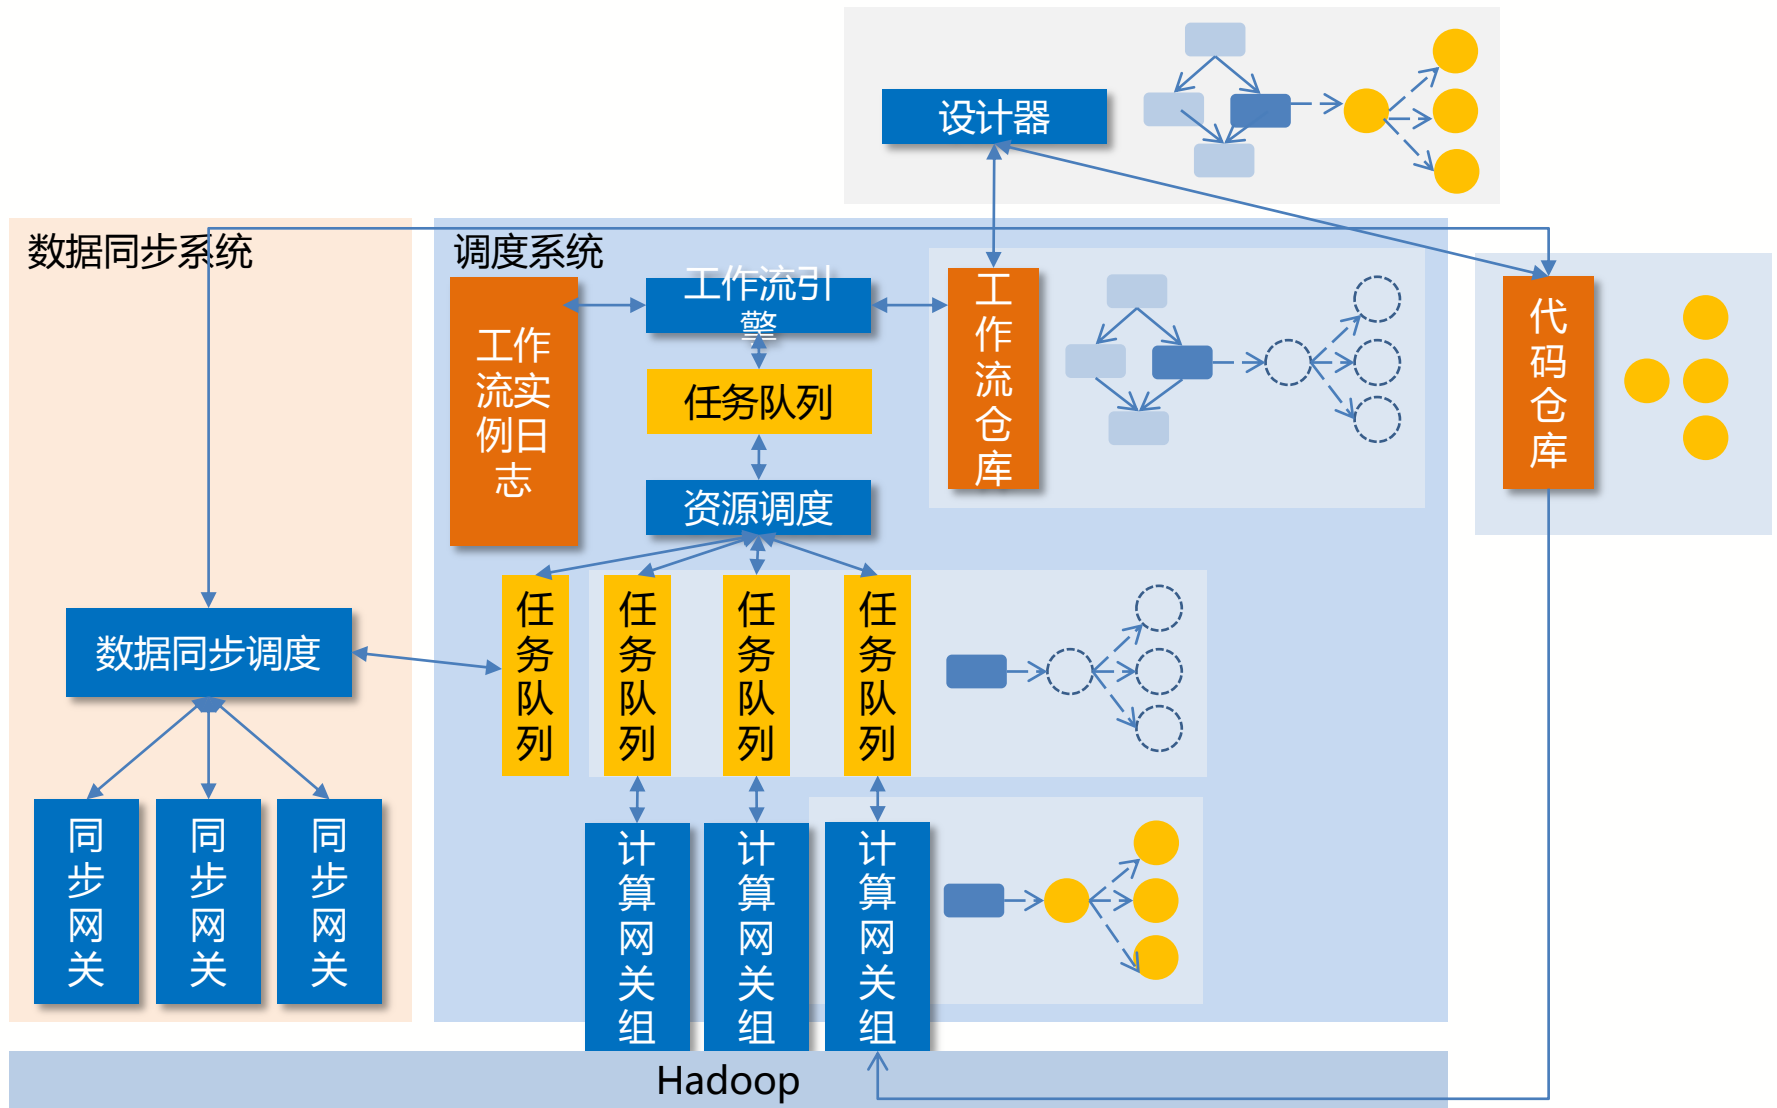 设计器
数据同步系统
调度系统
工作流引
擎
工作
流实
例日
志
工
作
流
仓
库
代
码
仓
库
任务队列
资源调度
任
务
队
列
任
务
队
列
任
务
队
列
任
务
队
列
数据同步调度
同
步
网
关
同
步
网
关
同
步
网
关
计
算
网
关
组
计
算
网
关
组
计
算
网
关
组
Hadoop